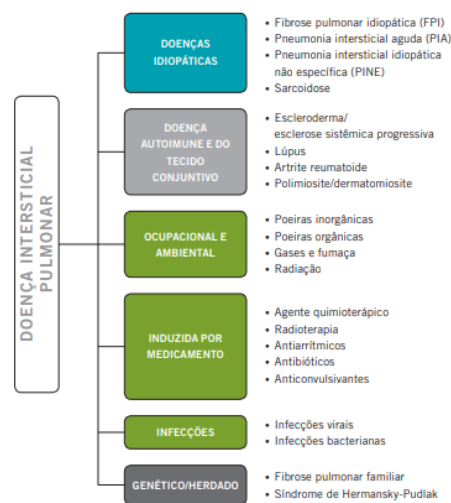 DOENÇA INTERSTICIAL
PULMONAR
DOENÇAS
IDIOPÁTICAS
• Fibrose pulmonar idiopática (FPI)
• Pneumonia intersticial aguda (PIA)
• Pneumonia intersticial idiopática
não específica (PINE)
• Sarcoidose
DOENÇA
AUTOIMUNE E DO
TECIDO
CONJUNTIVO
• Escleroderma/
esclerose sistêmica progressiva
• Lúpus
• Artrite reumatoide
• Polimiosite/dermatomiosite
OCUPACIONAL E
AMBIENTAL
• Poeiras inorgânicas
• Poeiras orgânicas
• Gases e fumaça
• Radiação
INDUZIDA POR
MEDICAMENTO
• Agente quimioterápico
• Radioterapia
• Antiarrítmicos
• Antibióticos
• Anticonvulsivantes
INFECÇÕES
• Infecções virais
• Infecções bacterianas
GENÉTICO/HERDADO
• Fibrose pulmonar familiar
• Síndrome de Hermansky-Pudlak